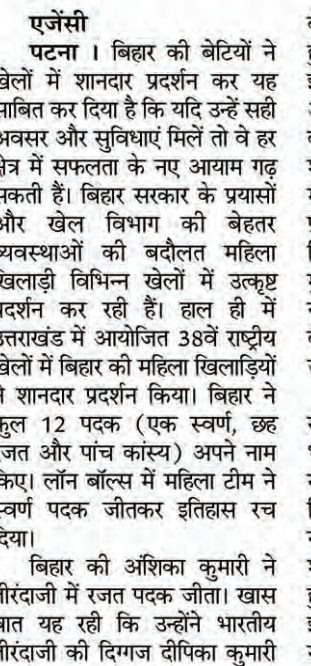 एजेंसी
पटना । बिहार की बेटियों ने
खेलों में शानदार प्रदर्शन कर यह
साबित कर दिया है कि यदि उन्हें सही
अवसर और सुविधाएं मिलें तो वे हर
क्षेत्र में सफलता के नए आयाम गढ़
सकती हैं। बिहार सरकार के प्रयासों
और खेल विभाग की बेहतर
व्यवस्थाओं की बदौलत महिला
खिलाड़ी विभिन्न खेलों में उत्कृष्ट
प्रदर्शन कर रही हैं। हाल ही में
उत्तराखंड में आयोजित 38वें राष्ट्रीय
खेलों में बिहार की महिला खिलाड़ियों
ने शानदार प्रदर्शन किया। बिहार ने
कुल 12 पदक (एक स्वर्ण, छह
रजत और पांच कांस्य) अपने नाम
किए। लॉन बॉल्स में महिला टीम ने
स्वर्ण पदक जीतकर इतिहास रच
दिया।
बिहार की अंशिका कुमारी ने
तीरंदाजी में रजत पदक जीता। खास
बात यह रही कि उन्होंने भारतीय
तीरंदाजी की दिग्गज दीपिका कुमारी